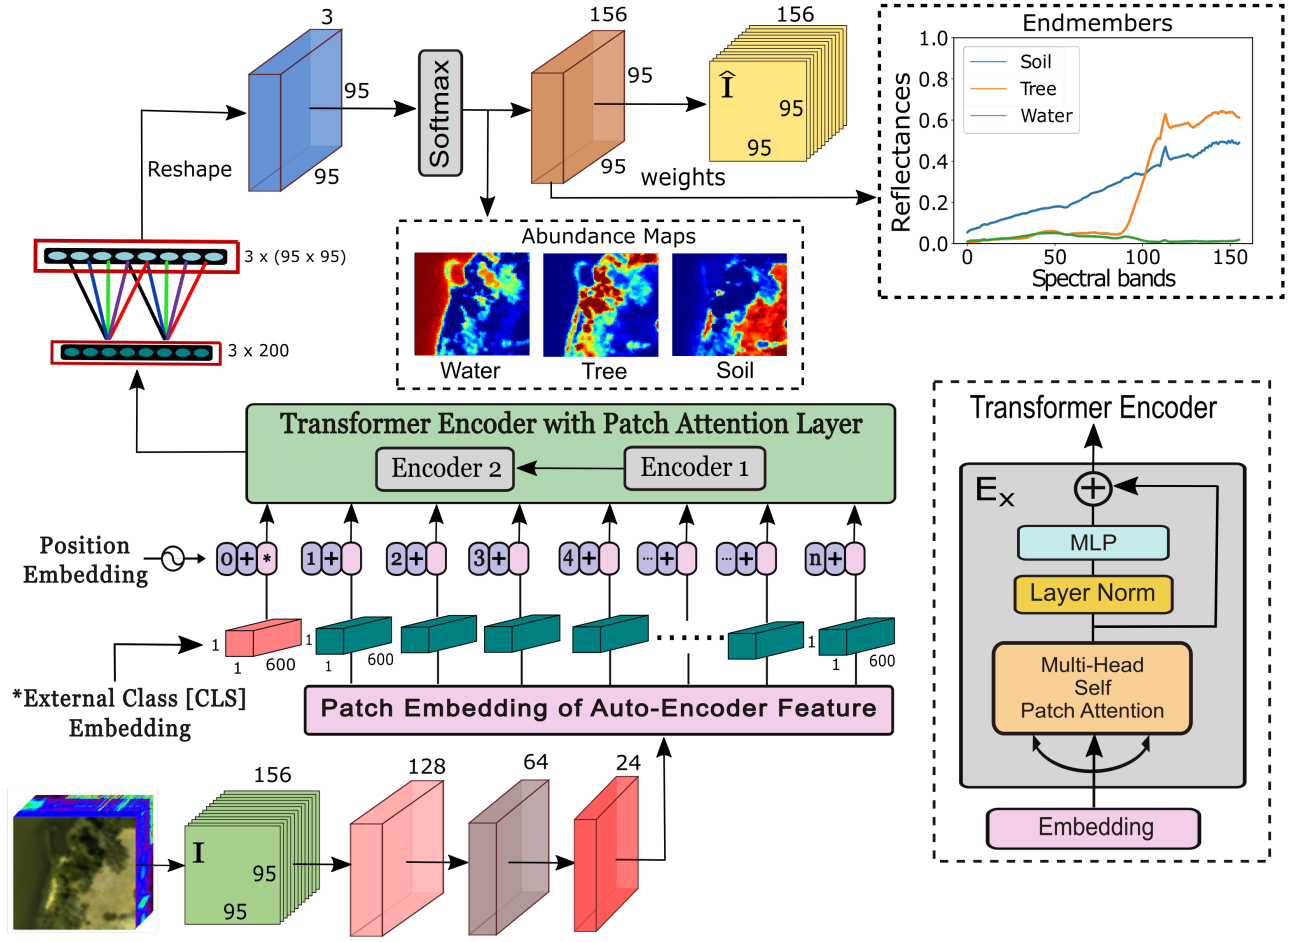 3
95
95
Reshape
Softmax
156
95
95
156
Î
95
95
weights
Endmembers
1.0
0.8
0.6
0.4
0.2
0.0
Reflectances
Soil
Tree
Water
0
50
100
150
Spectral bands
3 x (95 x 95)
3 x 200
Abundance Maps
Water
Tree
Soil
Transformer Encoder with Patch Attention Layer
Encoder 2
Encoder 1
Position
Embedding
0 + *
1 +
2 +
3 +
4 +
... +
... +
n +
1
1
600
1
1
600
1
1
600
*External Class [CLS]
Embedding
Patch Embedding of Auto-Encoder Feature
156
I
95
95
128
64
24
Transformer Encoder
Ex
+
MLP
Layer Norm
Multi-Head
Self
Patch Attention
Embedding